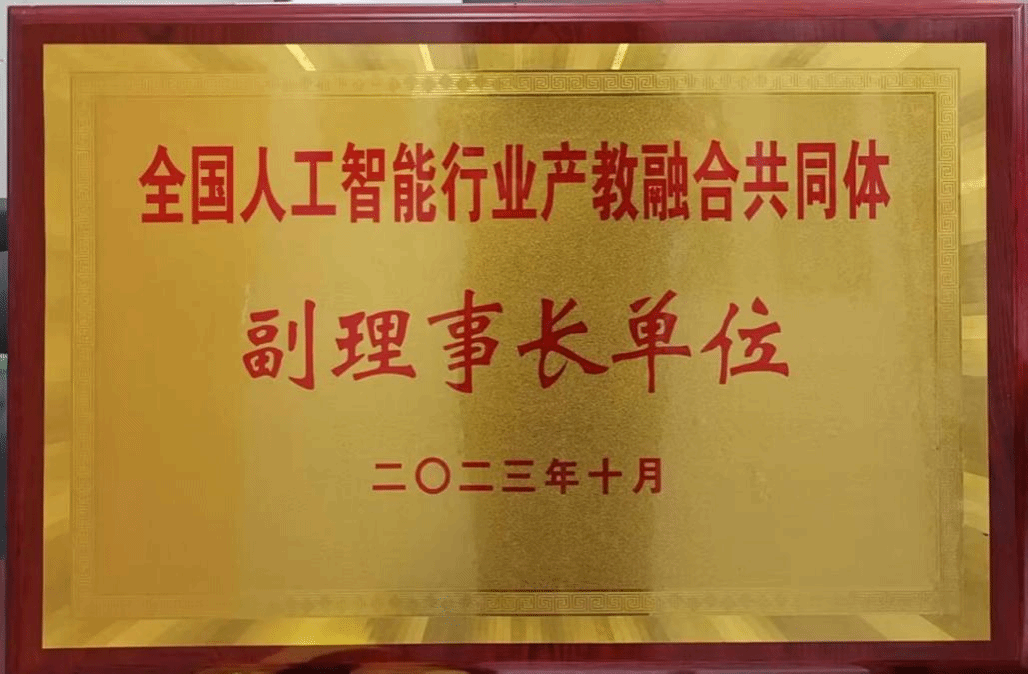 全国人工智能行业产教融合共同体
副理事长单位
二〇二三年十月